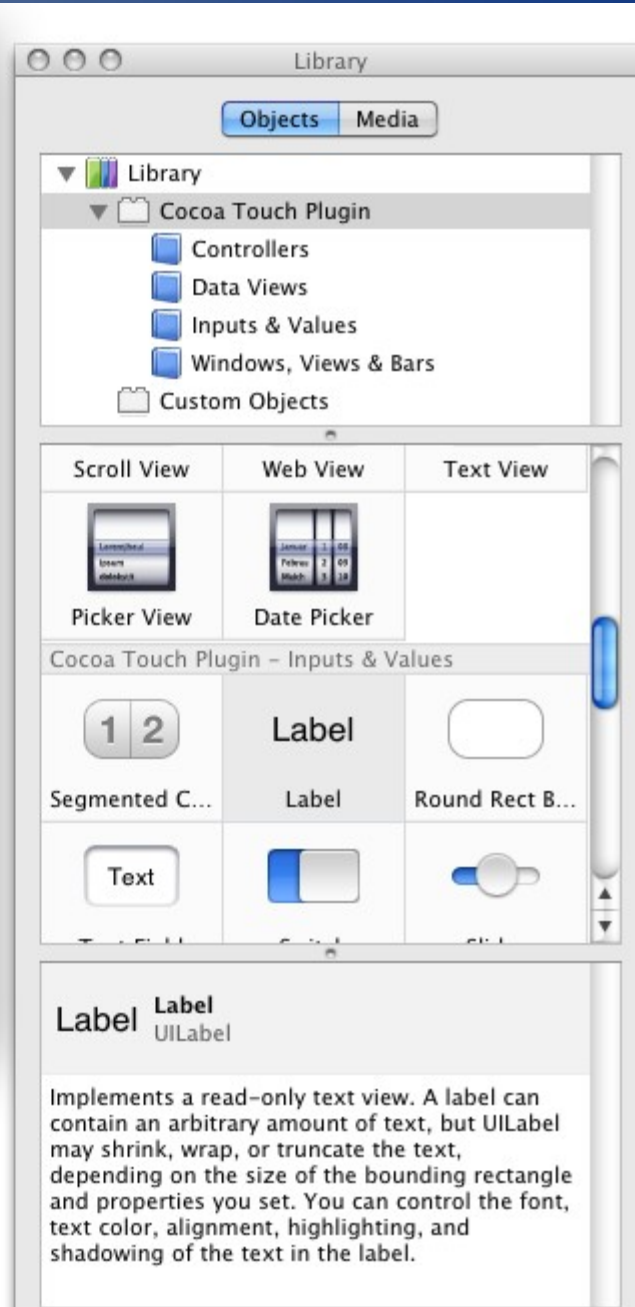 Library
Objects Media
Library
Cocoa Touch Plugin
Controllers
Data Views
Inputs & Values
Windows, Views & Bars
Custom Objects
Scroll View Web View Text View
Picker View Date Picker
Cocoa Touch Plugin – Inputs & Values
1 2 Label
Segmented C... Label Round Rect B...
Text
Label Label
UILabel
Implements a read-only text view. A label can
contain an arbitrary amount of text, but UILabel
may shrink, wrap, or truncate the text,
depending on the size of the bounding rectangle
and properties you set. You can control the font,
text color, alignment, highlighting, and
shadowing of the text in the label.